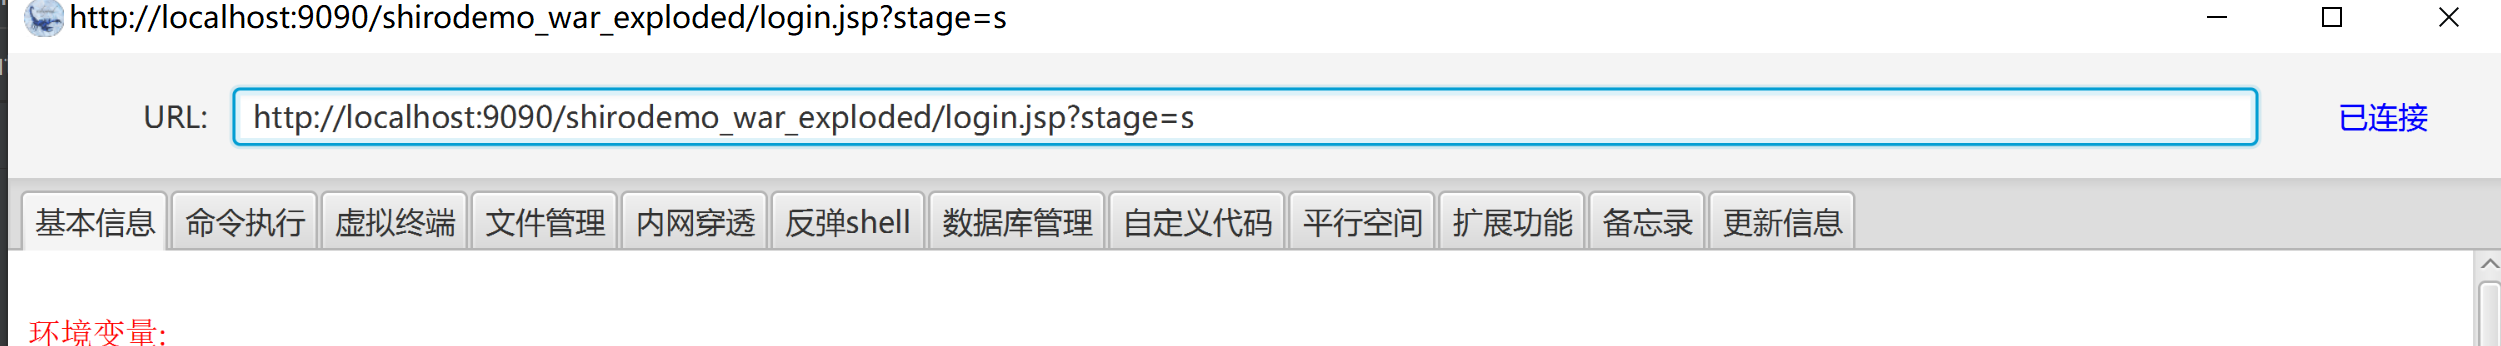 http://localhost:9090/shirodemo_war_exploded/login.jsp?stage=s
URL: http://localhost:9090/shirodemo_war_exploded/login.jsp?stage=s 已连接
基本信息 命令执行 虚拟终端 文件管理 内网穿透 反弹shell 数据库管理 自定义代码 平行空间 扩展功能 备忘录 更新信息
环境变量: